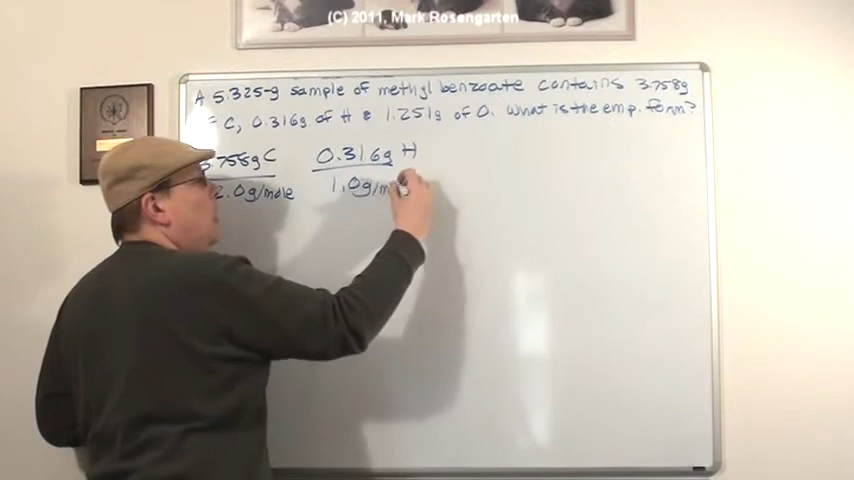 (C) 2011, Mark Rosengarten
A 5.325-g sample of methyl benzoate contains 3.758g
C, 0.316g of H & 1.251g of O. What is the emp. form?
.758g C 0.316g H
2.0g/mole 1.0g/m